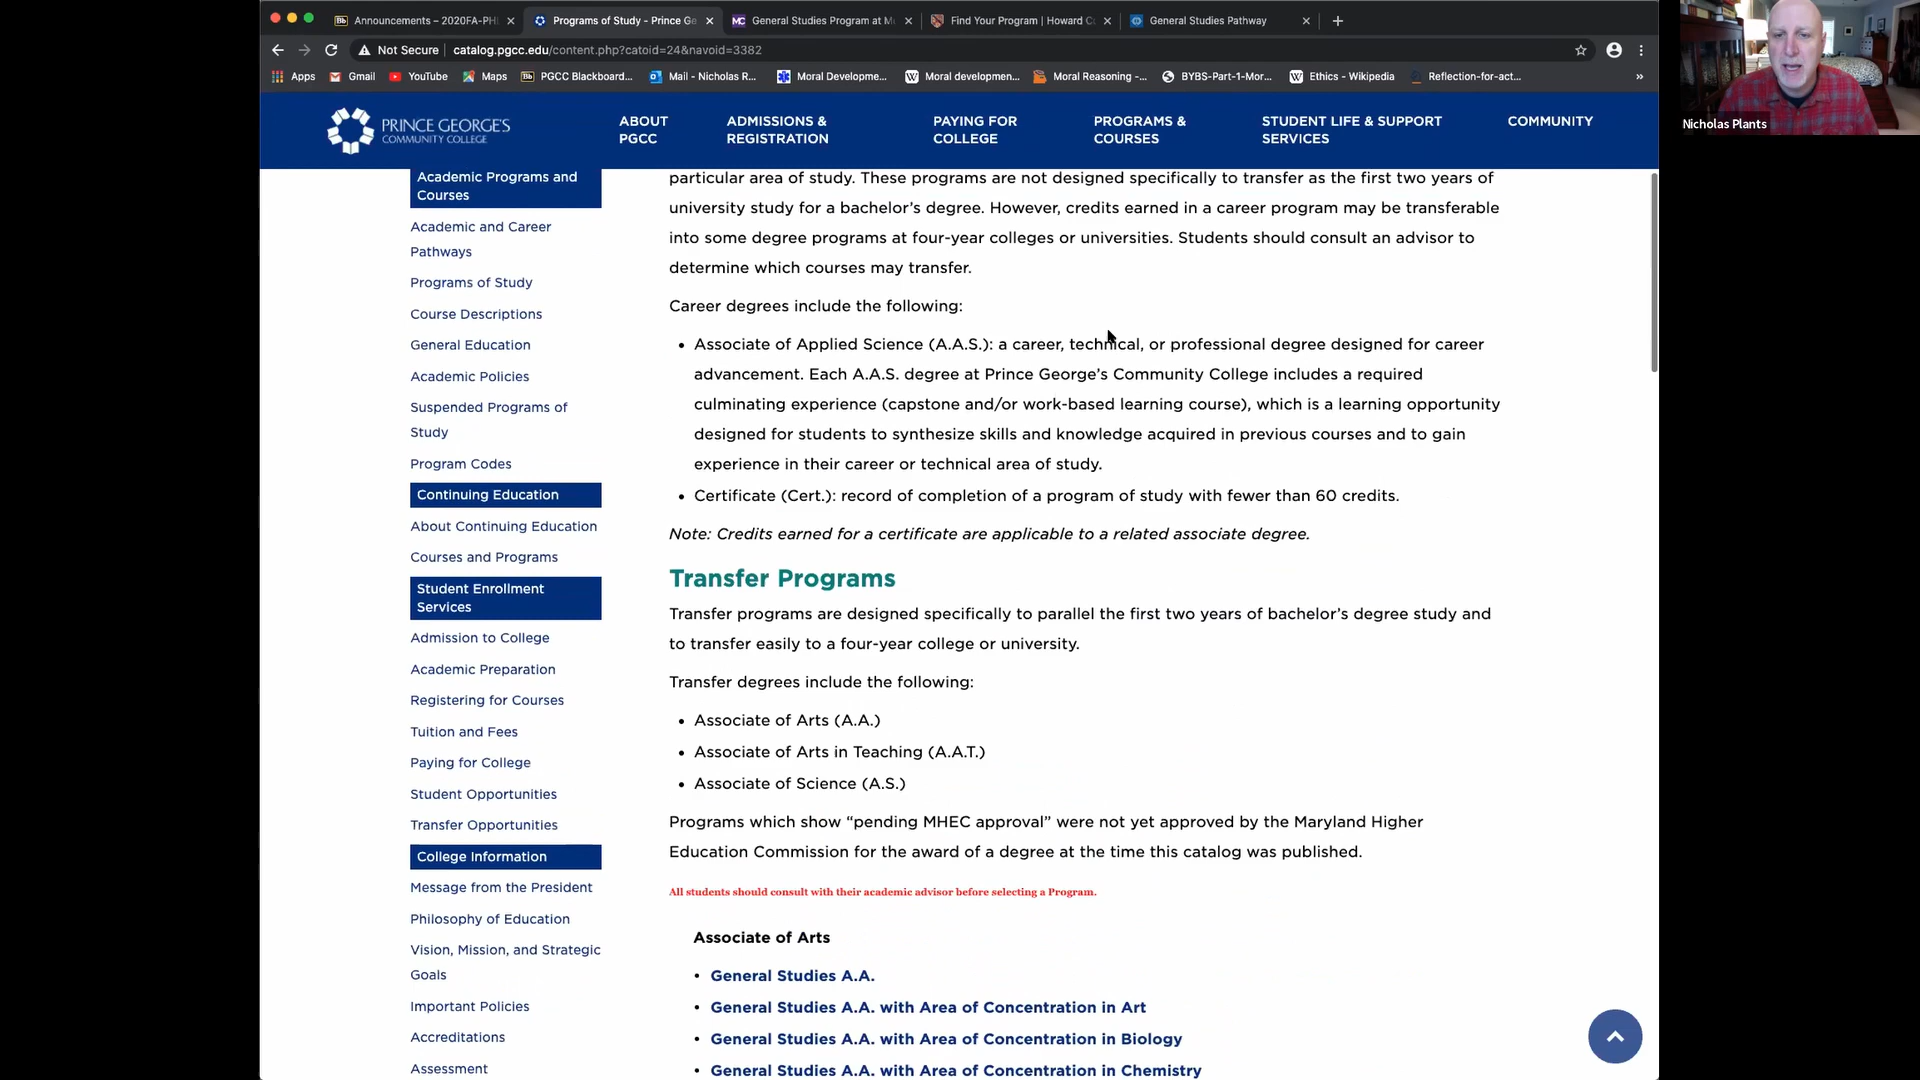 Announcements – 2020FA-PHI
Programs of Study - Prince Ge
General Studies Program at M
Find Your Program | Howard C
General Studies Pathway
Not Secure
catalog.pgcc.edu/content.php?catoid=24&navoid=3382
Apps
Gmail
YouTube
Maps
PGCC Blackboard...
Mail - Nicholas R...
Moral Developme...
Moral developmen...
Moral Reasoning -...
BYBS-Part-1-Mor...
Ethics - Wikipedia
Reflection-for-act...
»
PRINCE GEORGE'S
COMMUNITY COLLEGE
ABOUT
PGCC
ADMISSIONS &
REGISTRATION
PAYING FOR
COLLEGE
PROGRAMS &
COURSES
STUDENT LIFE & SUPPORT
SERVICES
COMMUNITY
Nicholas Plants
Academic Programs and
Courses
Academic and Career
Pathways
Programs of Study
Course Descriptions
General Education
Academic Policies
Suspended Programs of
Study
Program Codes
Continuing Education
About Continuing Education
Courses and Programs
Student Enrollment
Services
Admission to College
Academic Preparation
Registering for Courses
Tuition and Fees
Paying for College
Student Opportunities
Transfer Opportunities
College Information
Message from the President
Philosophy of Education
Vision, Mission, and Strategic
Goals
Important Policies
Accreditations
Assessment
particular area of study. These programs are not designed specifically to transfer as the first two years of
university study for a bachelor's degree. However, credits earned in a career program may be transferable
into some degree programs at four-year colleges or universities. Students should consult an advisor to
determine which courses may transfer.
Career degrees include the following:
• Associate of Applied Science (A.A.S.): a career, technical, or professional degree designed for career
advancement. Each A.A.S. degree at Prince George's Community College includes a required
culminating experience (capstone and/or work-based learning course), which is a learning opportunity
designed for students to synthesize skills and knowledge acquired in previous courses and to gain
experience in their career or technical area of study.
• Certificate (Cert.): record of completion of a program of study with fewer than 60 credits.
Note: Credits earned for a certificate are applicable to a related associate degree.
Transfer Programs
Transfer programs are designed specifically to parallel the first two years of bachelor's degree study and
to transfer easily to a four-year college or university.
Transfer degrees include the following:
• Associate of Arts (A.A.)
• Associate of Arts in Teaching (A.A.T.)
• Associate of Science (A.S.)
Programs which show “pending MHEC approval” were not yet approved by the Maryland Higher
Education Commission for the award of a degree at the time this catalog was published.
All students should consult with their academic advisor before selecting a Program.
Associate of Arts
• General Studies A.A.
• General Studies A.A. with Area of Concentration in Art
• General Studies A.A. with Area of Concentration in Biology
• General Studies A.A. with Area of Concentration in Chemistry